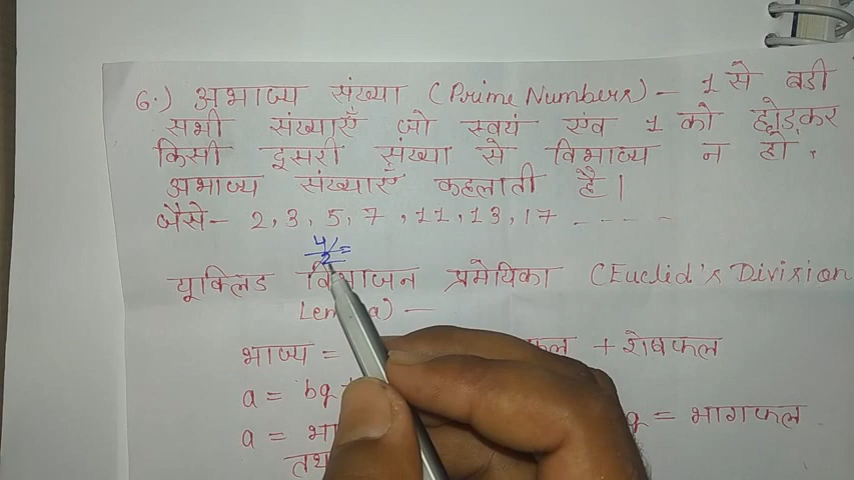 6.) अभाज्य संख्या (Prime Numbers) - 1 से बडी
सभी संख्याएँ जो स्वयं एंव 1 को छोड़कर
किसी दुसरी संख्या से विभाज्य न हो ,
अभाज्य संख्याएँ कहलाती है |
जैसे - 2, 3, 5, 7, 11, 13, 17 - - - - -
4/2 =
यूक्लिड विभाजन प्रमेयिका (Euclid's Division
Lemma) -
भाज्य = + शेषफल
a = bq
a = q = भागफल